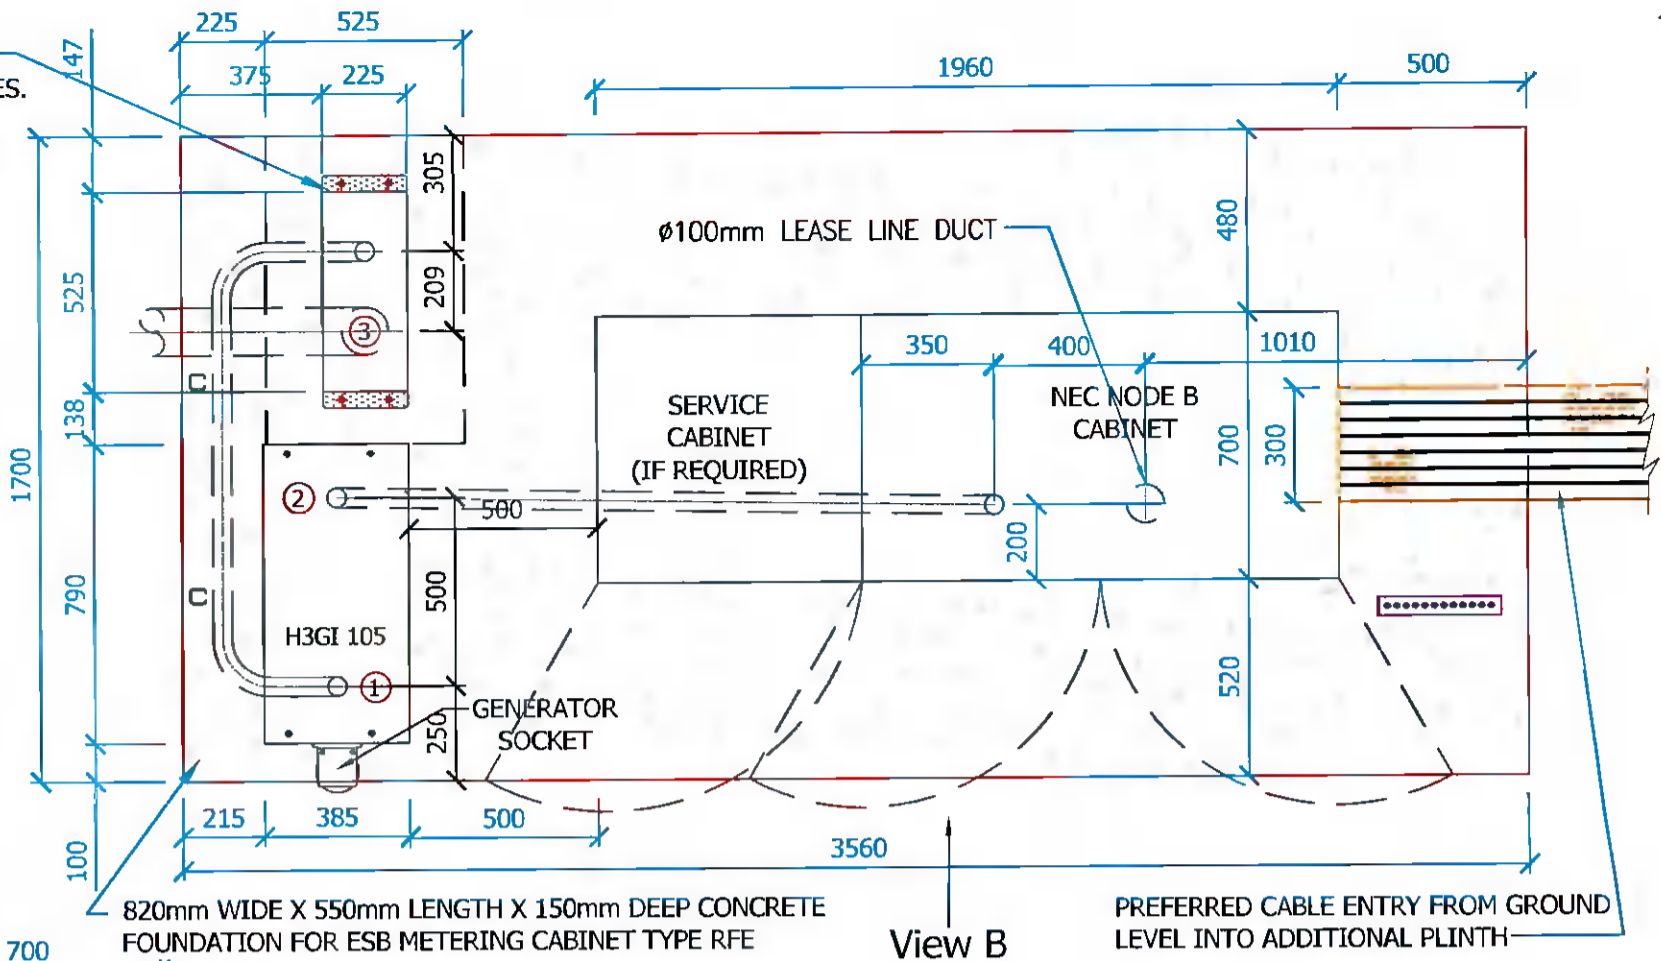 225
525
147
ES.
375
225
1960
500
305
480
ø100mm LEASE LINE DUCT
209
525
3
350
400
1010
138
C
SERVICE
CABINET
(IF REQUIRED)
NEC NODE B
CABINET
700
300
1700
2
500
200
790
500
C
H3GI 105
520
1
250
GENERATOR
SOCKET
215
385
500
100
3560
820mm WIDE X 550mm LENGTH X 150mm DEEP CONCRETE
FOUNDATION FOR ESB METERING CABINET TYPE RFE
View B
PREFERRED CABLE ENTRY FROM GROUND
LEVEL INTO ADDITIONAL PLINTH
700